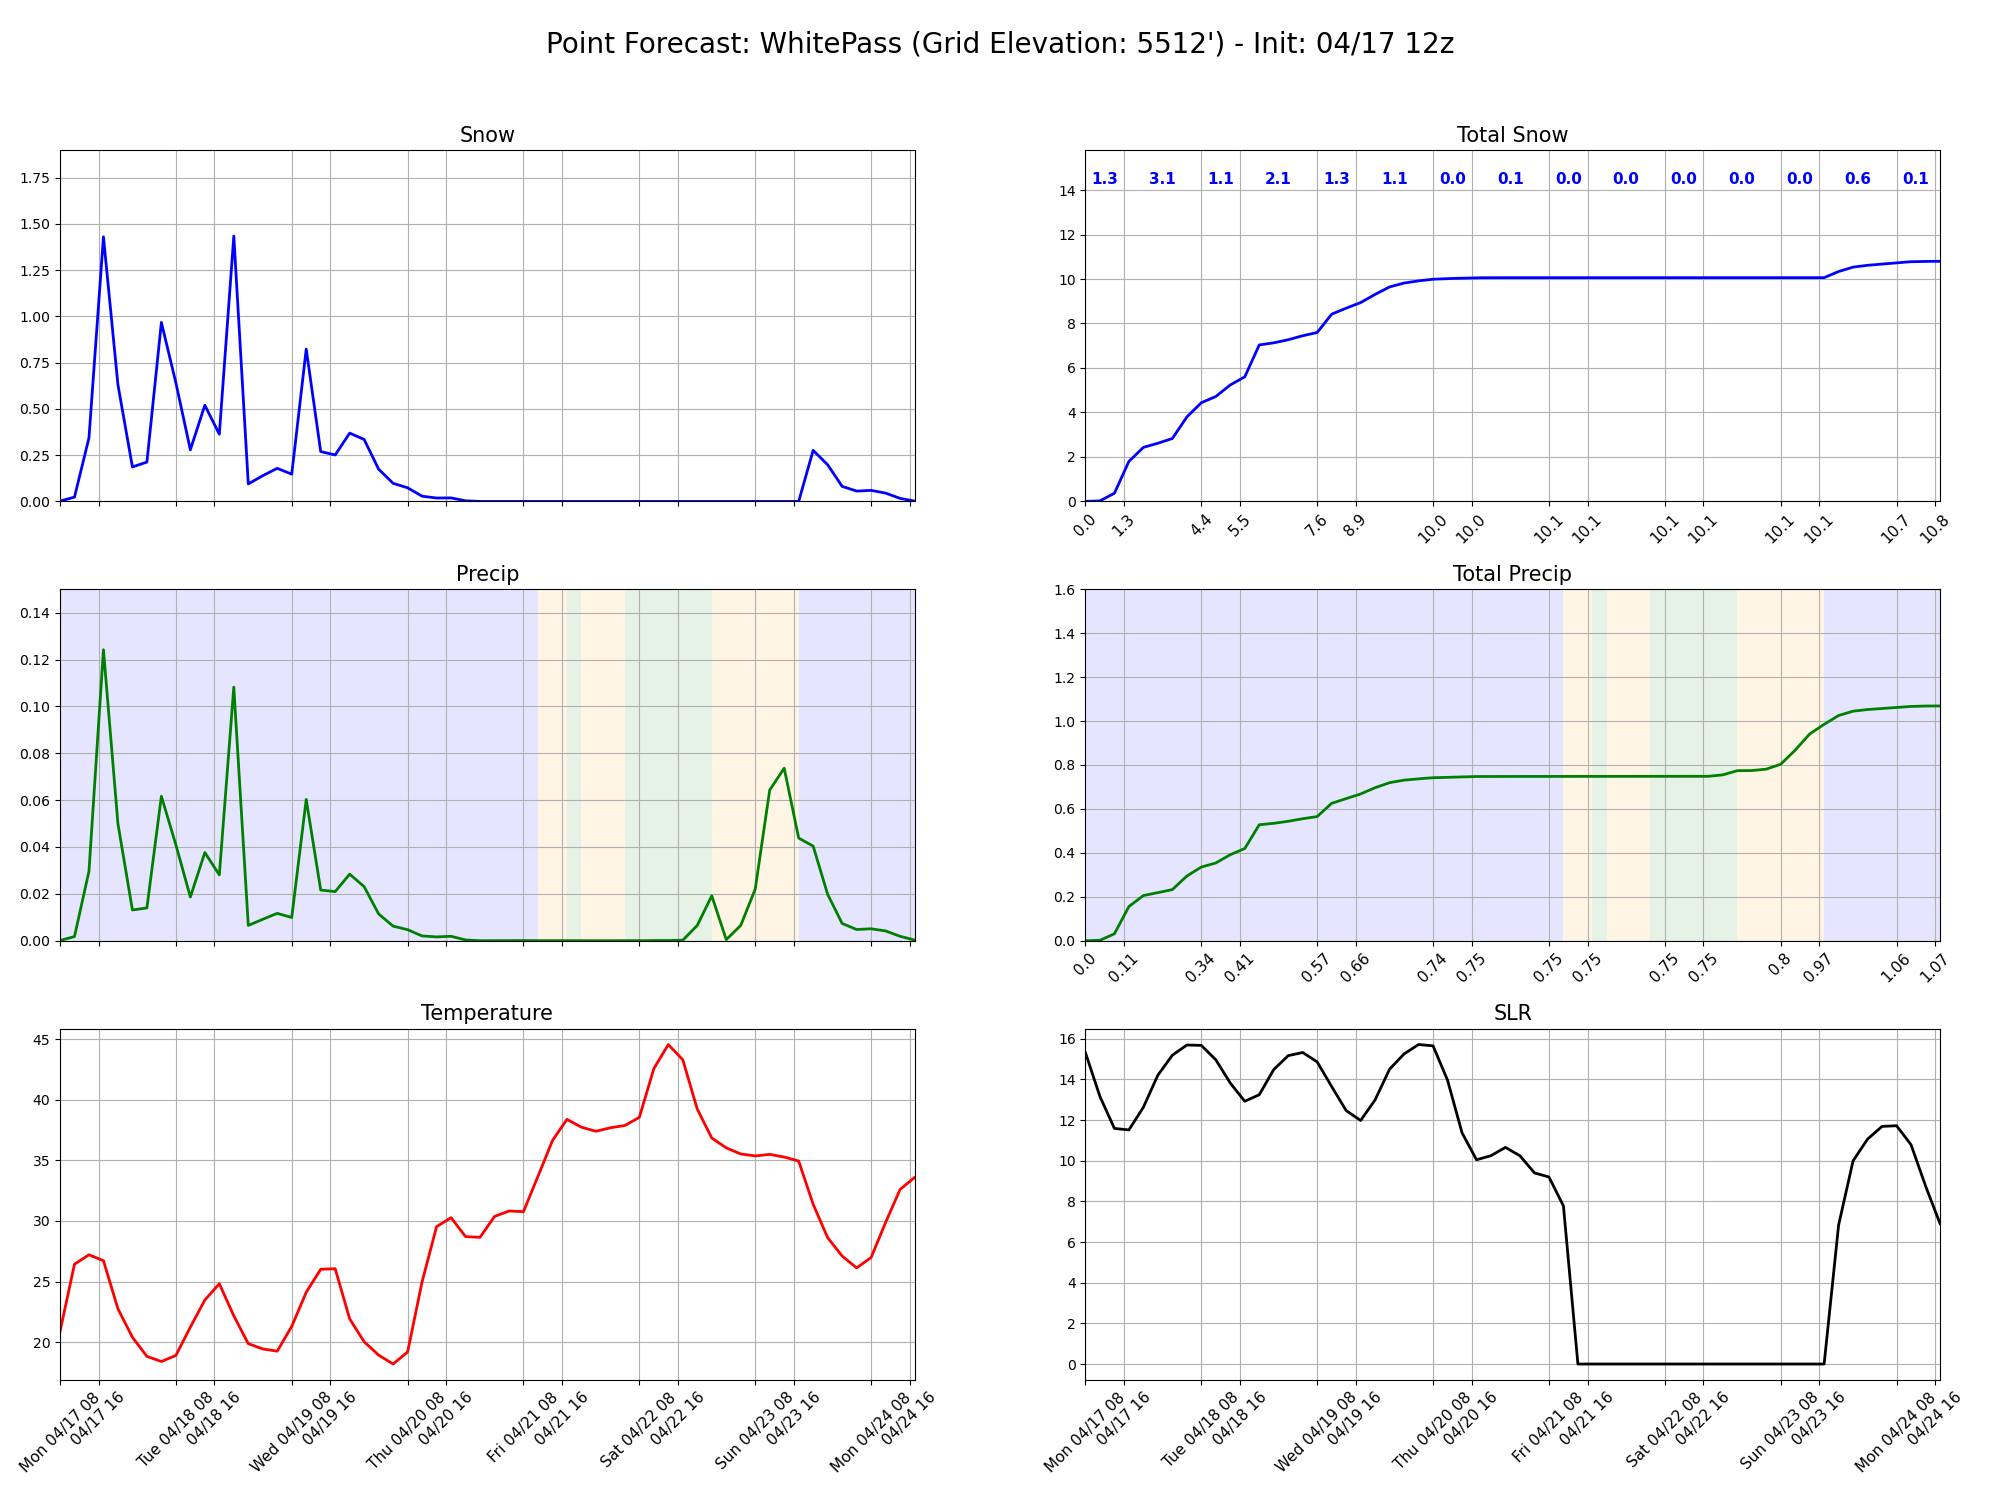 Point Forecast: WhitePass (Grid Elevation: 5512') - Init: 04/17 12z
Snow
1.75
1.50
1.25
1.00
0.75
0.50
0.25
0.00
Total Snow
1.3 3.1 1.1 2.1 1.3 1.1 0.0 0.1 0.0 0.0 0.0 0.0 0.0 0.6 0.1
14
12
10
8
6
4
2
0
0.0 1.3 4.4 5.5 7.6 8.9 10.0 10.0 10.1 10.1 10.1 10.1 10.1 10.1 10.7 10.8
Precip
0.14
0.12
0.10
0.08
0.06
0.04
0.02
0.00
Total Precip
1.6
1.4
1.2
1.0
0.8
0.6
0.4
0.2
0.0
0.0 0.11 0.34 0.41 0.57 0.66 0.74 0.75 0.75 0.75 0.75 0.75 0.8 0.97 1.06 1.07
Temperature
45
40
35
30
25
20
Mon 04/17 08
04/17 16
Tue 04/18 08
04/18 16
Wed 04/19 08
04/19 16
Thu 04/20 08
04/20 16
Fri 04/21 08
04/21 16
Sat 04/22 08
04/22 16
Sun 04/23 08
04/23 16
Mon 04/24 08
04/24 16
SLR
16
14
12
10
8
6
4
2
0
Mon 04/17 08
04/17 16
Tue 04/18 08
04/18 16
Wed 04/19 08
04/19 16
Thu 04/20 08
04/20 16
Fri 04/21 08
04/21 16
Sat 04/22 08
04/22 16
Sun 04/23 08
04/23 16
Mon 04/24 08
04/24 16